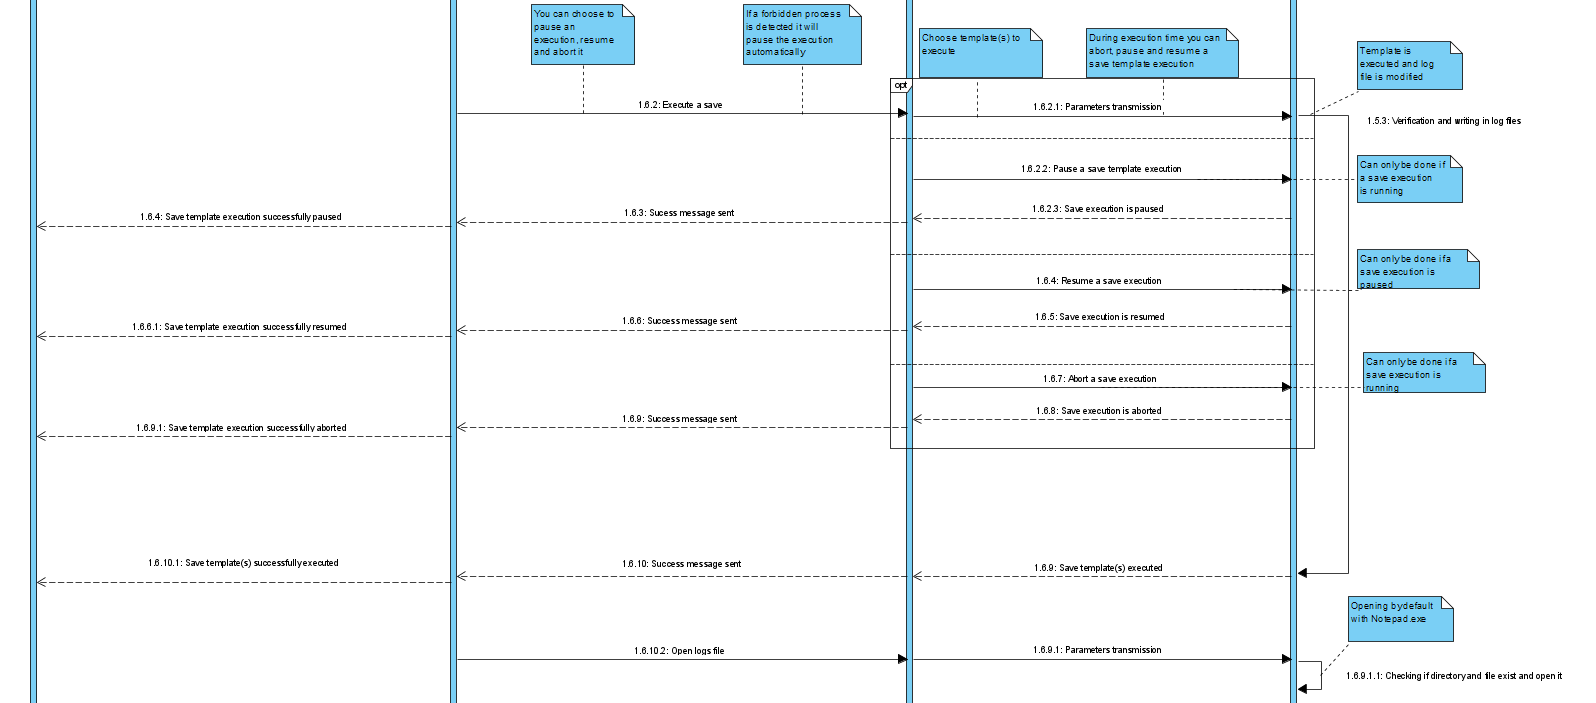 You can choose to
pause an
execution, resume
and abort it
If a forbidden process
is detected it will
pause the execution
automatically
Choose template(s) to
execute
During execution time you can
abort, pause and resume a
save template execution
Template is
executed and log
file is modified
opt
1.6.2: Execute a save
1.6.2.1: Parameters transmission
1.5.3: Verification and writing in log files
1.6.2.2: Pause a save template execution
Can only be done if
a save execution
is running
1.6.4: Save template execution successfully paused
1.6.3: Sucess message sent
1.6.2.3: Save execution is paused
Can only be done if a
save execution is
paused
1.6.4: Resume a save execution
1.6.6.1: Save template execution successfully resumed
1.6.6: Success message sent
1.6.5: Save execution is resumed
Can only be done if a
save execution is
running
1.6.7: Abort a save execution
1.6.9.1: Save template execution successfully aborted
1.6.9: Success message sent
1.6.8: Save execution is aborted
1.6.10.1: Save template(s) successfully executed
1.6.10: Success message sent
1.6.9: Save template(s) executed
Opening by default
with Notepad.exe
1.6.10.2: Open logs file
1.6.9.1: Parameters transmission
1.6.9.1.1: Checking if directory and file exist and open it